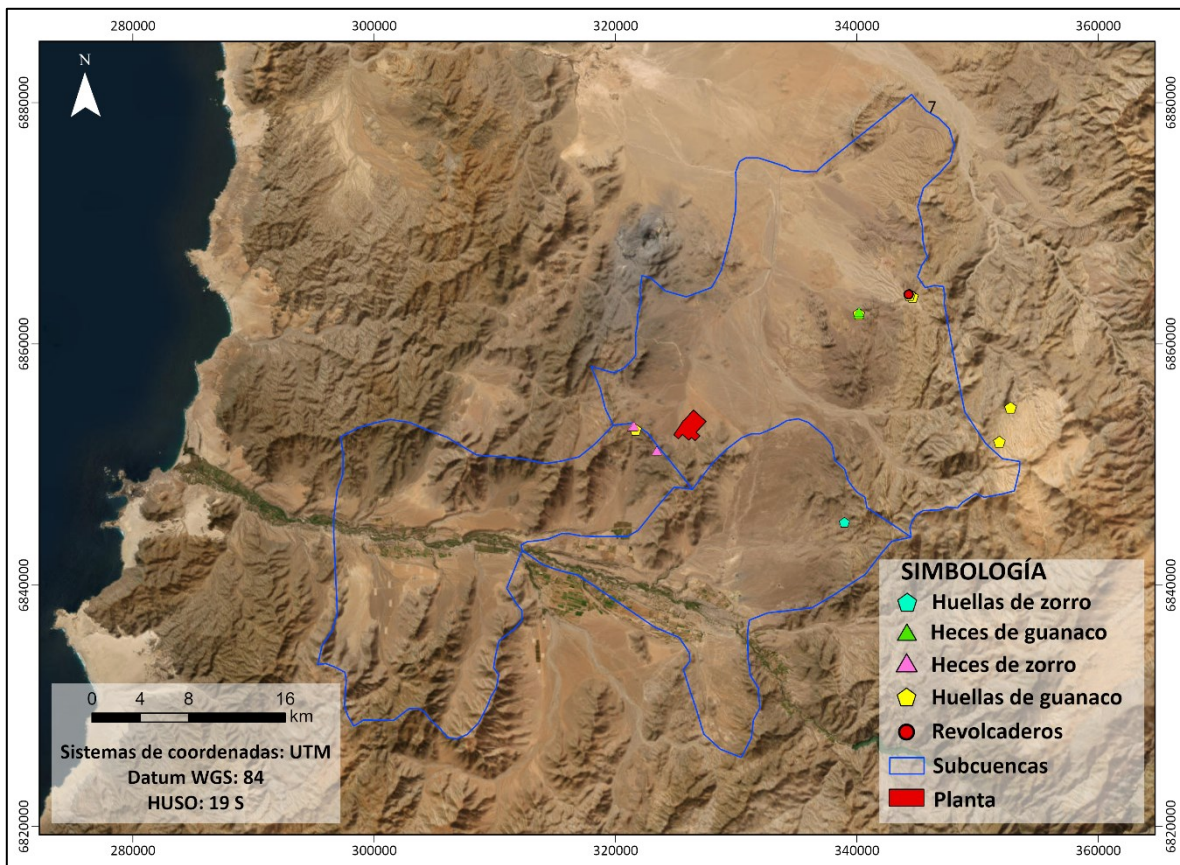 280000 300000 320000 340000 360000
N
6880000 6880000
7
6860000 6860000
6840000 6840000
6820000 6820000
SIMBOLOGÍA
Huellas de zorro
Heces de guanaco
Heces de zorro
Huellas de guanaco
Revolcaderos
Subcuencas
Planta
0 4 8 16
km
Sistemas de coordenadas: UTM
Datum WGS: 84
HUSO: 19 S
280000 300000 320000 340000 360000